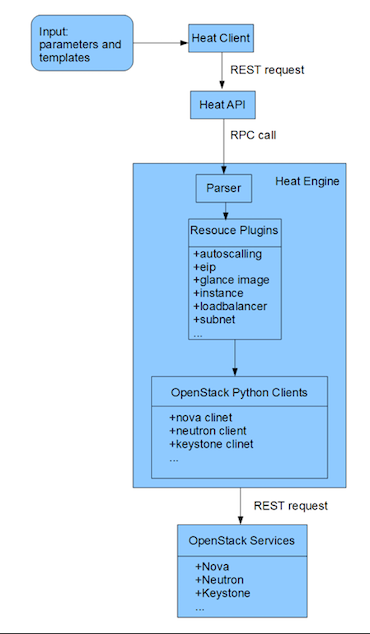 Input:
parameters and
templates
Heat Client
REST request
Heat API
RPC call
Heat Engine
Parser
Resouce Plugins
+autoscalling
+eip
+glance image
+instance
+loadbalancer
+subnet
...
OpenStack Python Clients
+nova clinet
+neutron client
+keystone clinet
...
REST request
OpenStack Services
+Nova
+Neutron
+Keystone
...